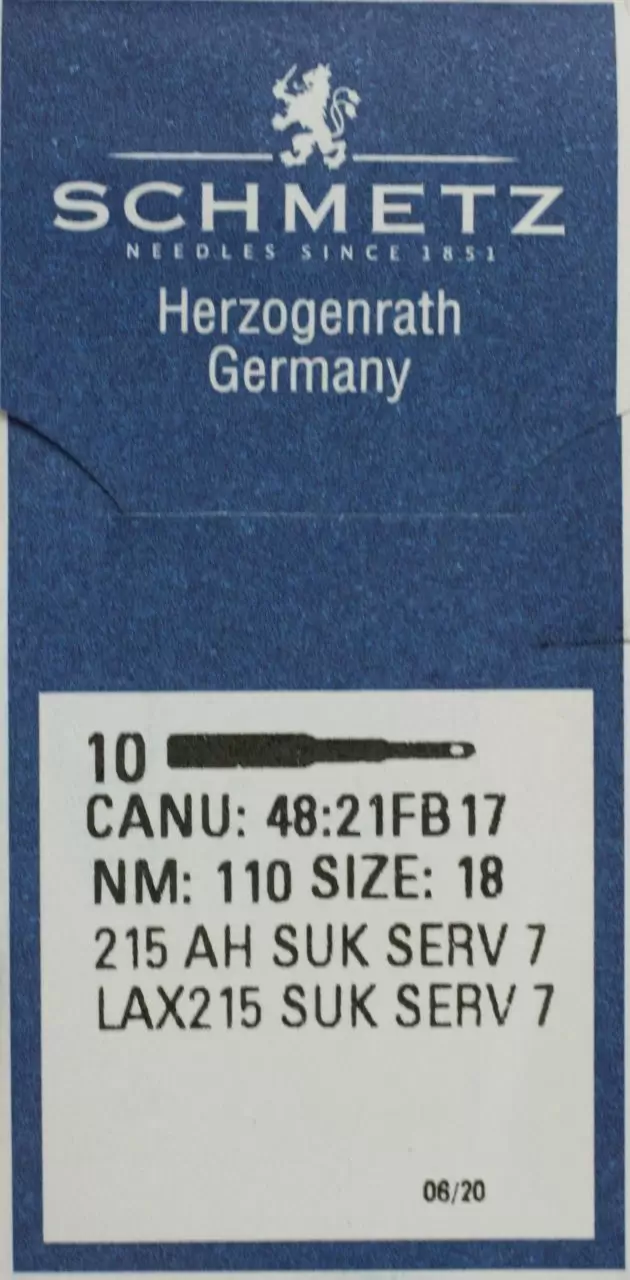 SCHMETZ
NEEDLES SINCE 1851
Herzogenrath
Germany
10
CANU: 48:21FB17
NM: 110 SIZE: 18
215 AH SUK SERV 7
LAX215 SUK SERV 7
06/20